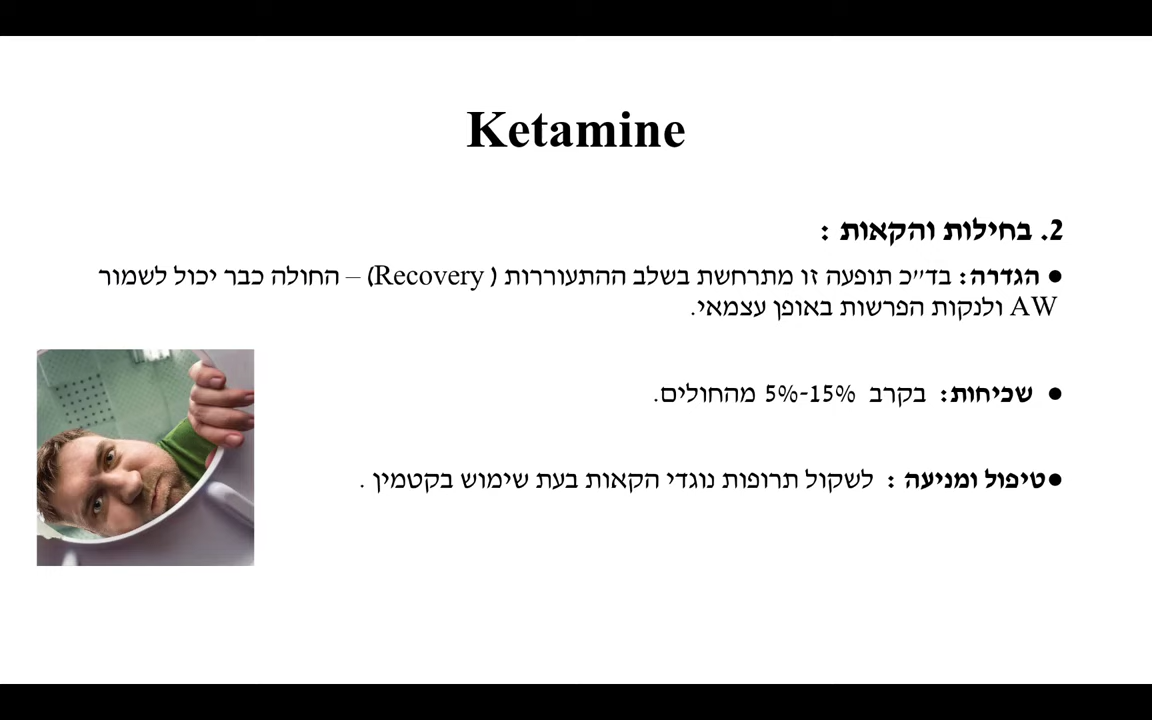 Ketamine
2. בחילות והקאות :
● הגדרה: בד״כ תופעה זו מתרחשת בשלב ההתעוררות ( Recovery) – החולה כבר יכול לשמור
AW ולנקות הפרשות באופן עצמאי.
● שכיחות: בקרב 5%-15% מהחולים.
●טיפול ומניעה : לשקול תרופות נוגדי הקאות בעת שימוש בקטמין .